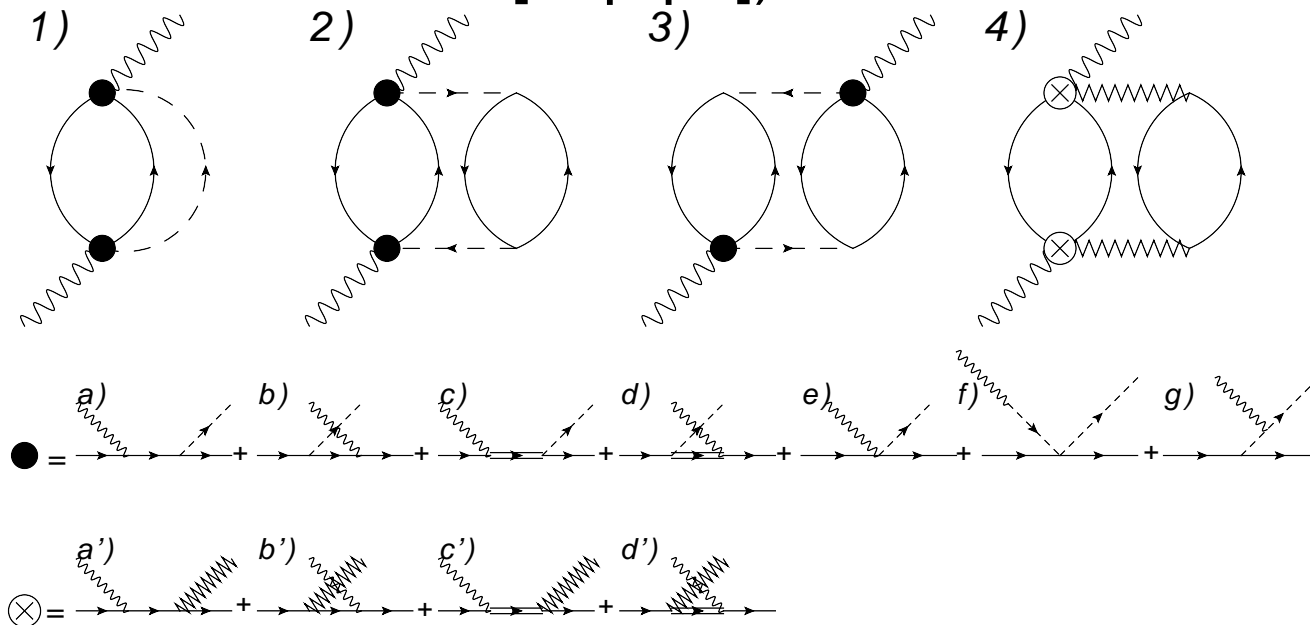 1) 2) 3) 4)
a) b) c) d) e) f) g)
= + + + + + +
a') b') c') d')
= + + +